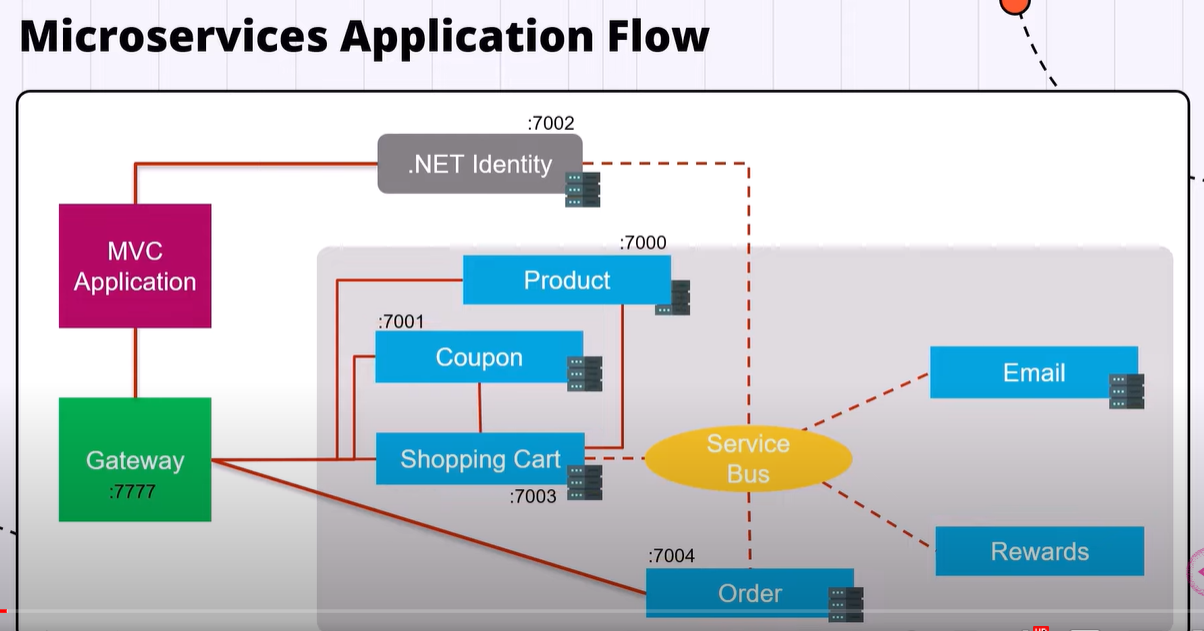 Microservices Application Flow
:7002
.NET Identity
MVC
Application
:7000
Product
:7001
Coupon
Email
Gateway
:7777
Shopping Cart
:7003
Service
Bus
:7004
Order
Rewards